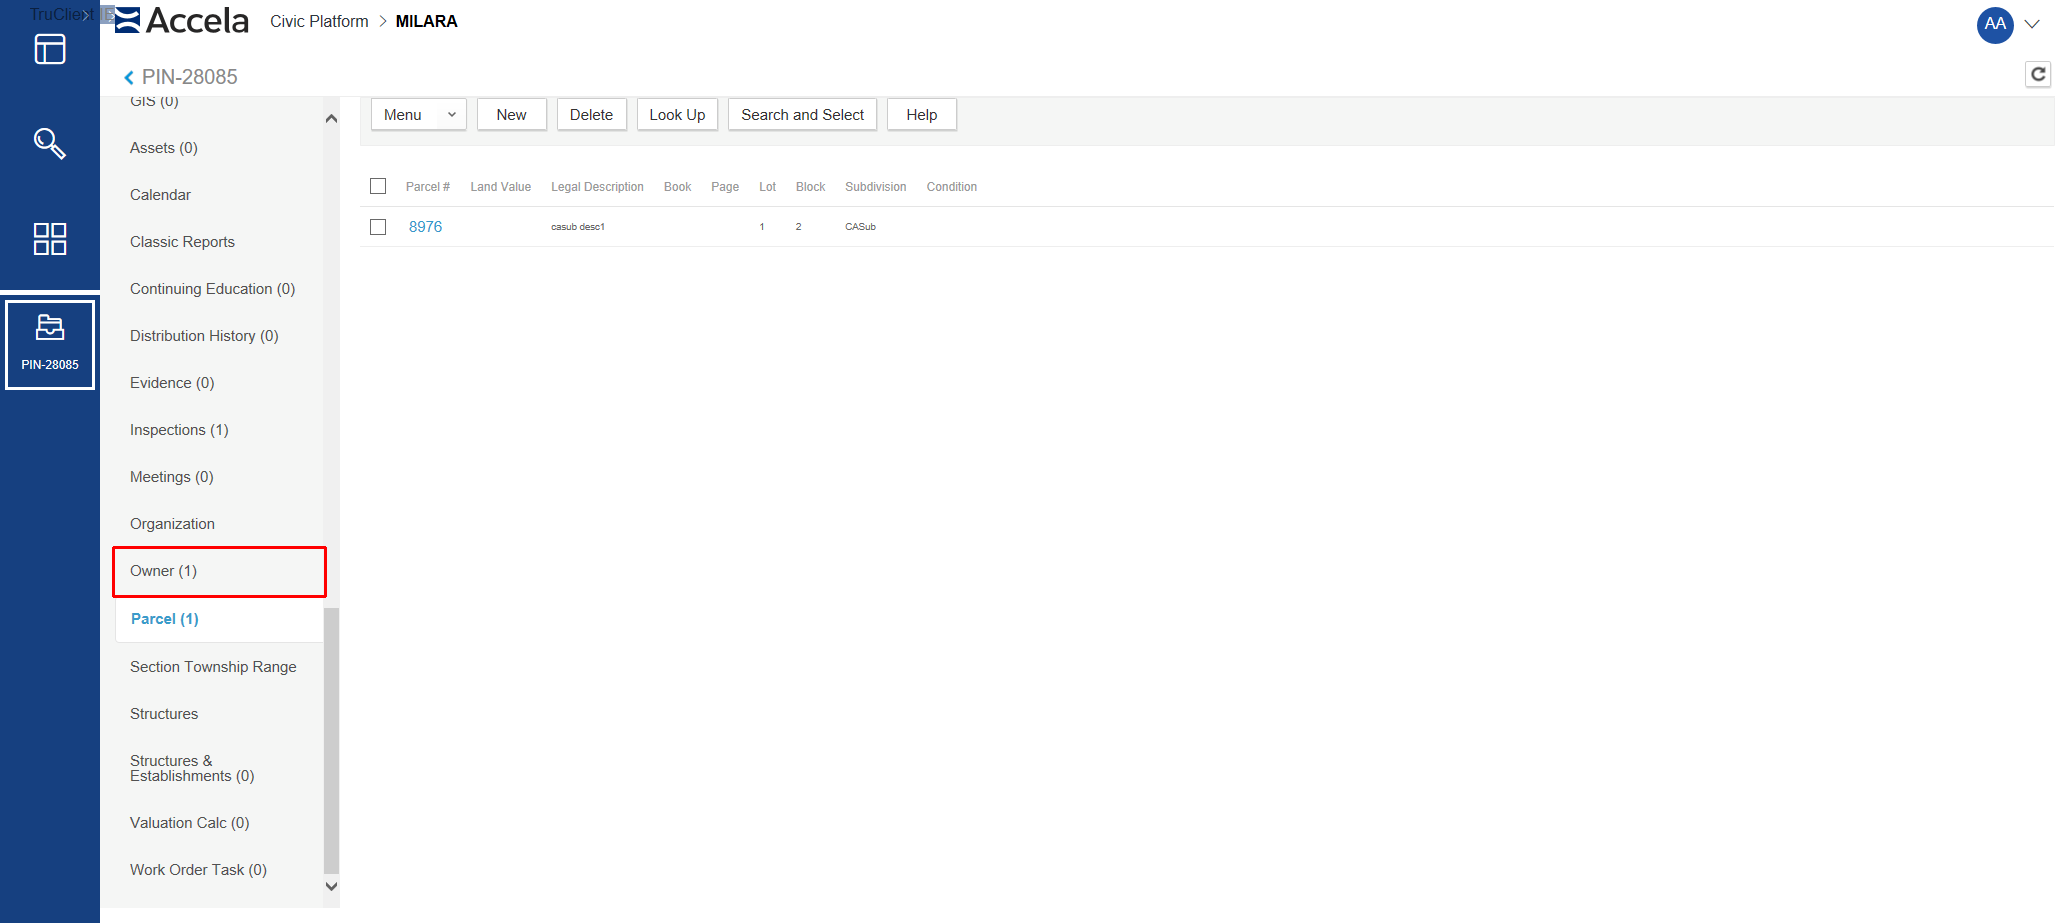 TruClient
Accela
Civic Platform > MILARA
AA
PIN-28085
GIS (0)
Menu
New
Delete
Look Up
Search and Select
Help
Assets (0)
Calendar
Classic Reports
Continuing Education (0)
Distribution History (0)
Evidence (0)
Inspections (1)
Meetings (0)
Organization
Owner (1)
Parcel (1)
Section Township Range
Structures
Structures &
Establishments (0)
Valuation Calc (0)
Work Order Task (0)
PIN-28085
Parcel # Land Value Legal Description Book Page Lot Block Subdivision Condition
8976 casub desc1 1 2 CASub